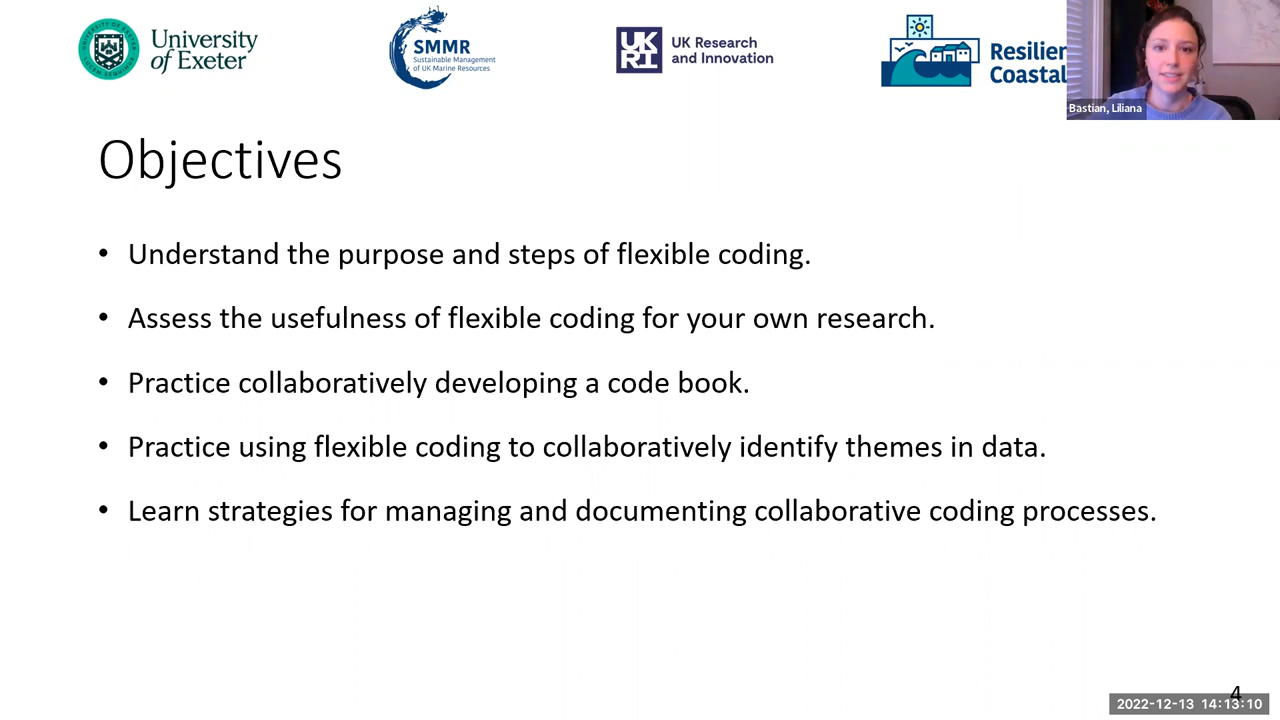 University
of Exeter
SMMR
Sustainable Management
of UK Marine Resources
UK
RI
UK Research
and Innovation
Coastal
Bastian, Liliana
Objectives
• Understand the purpose and steps of flexible coding.
• Assess the usefulness of flexible coding for your own research.
• Practice collaboratively developing a code book.
• Practice using flexible coding to collaboratively identify themes in data.
• Learn strategies for managing and documenting collaborative coding processes.
4
2022-12-13 14:13:10